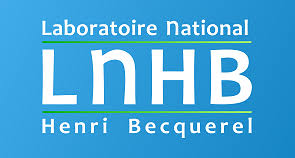 Laboratoire National
LnHB
Henri Becquerel